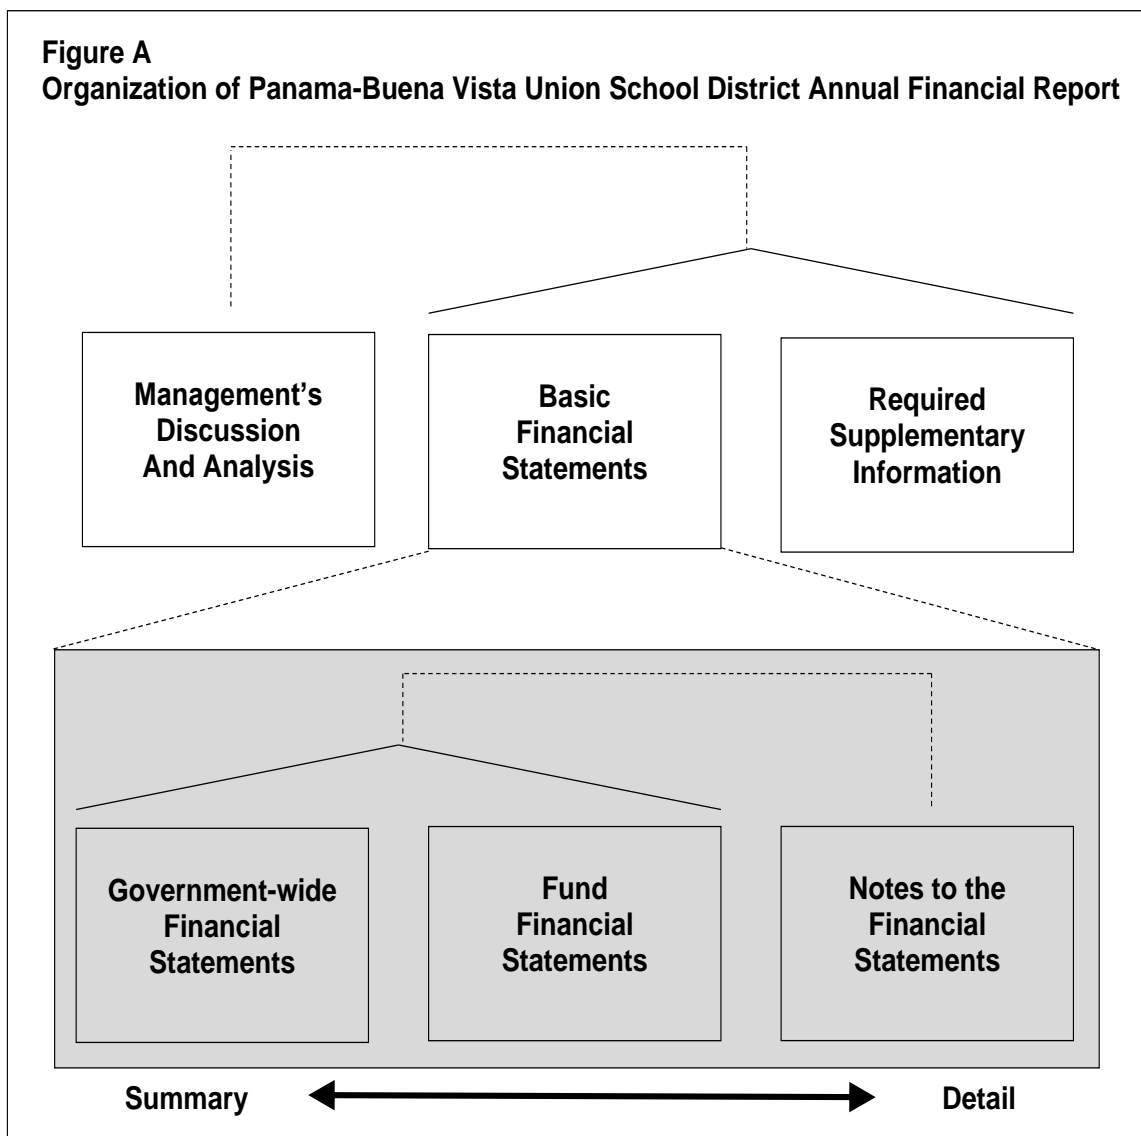 Figure A
Organization of Panama-Buena Vista Union School District Annual Financial Report
Management’s
Discussion
And Analysis
Basic
Financial
Statements
Required
Supplementary
Information
Government-wide
Financial
Statements
Fund
Financial
Statements
Notes to the
Financial
Statements
Summary
Detail